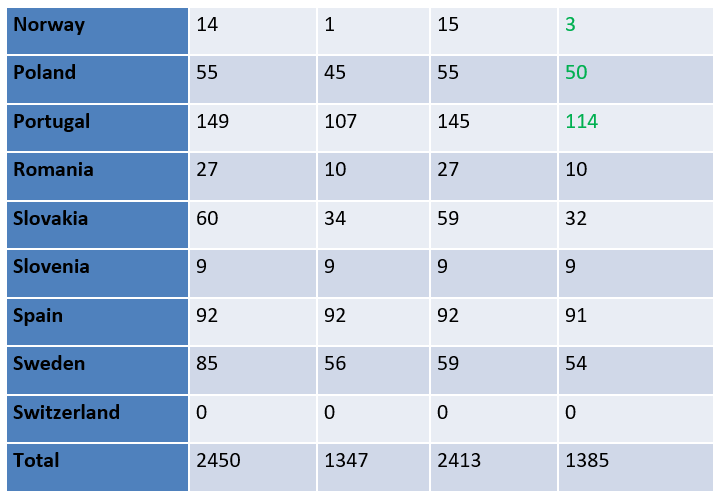 Norway 14 1 15 3
Poland 55 45 55 50
Portugal 149 107 145 114
Romania 27 10 27 10
Slovakia 60 34 59 32
Slovenia 9 9 9 9
Spain 92 92 92 91
Sweden 85 56 59 54
Switzerland 0 0 0 0
Total 2450 1347 2413 1385